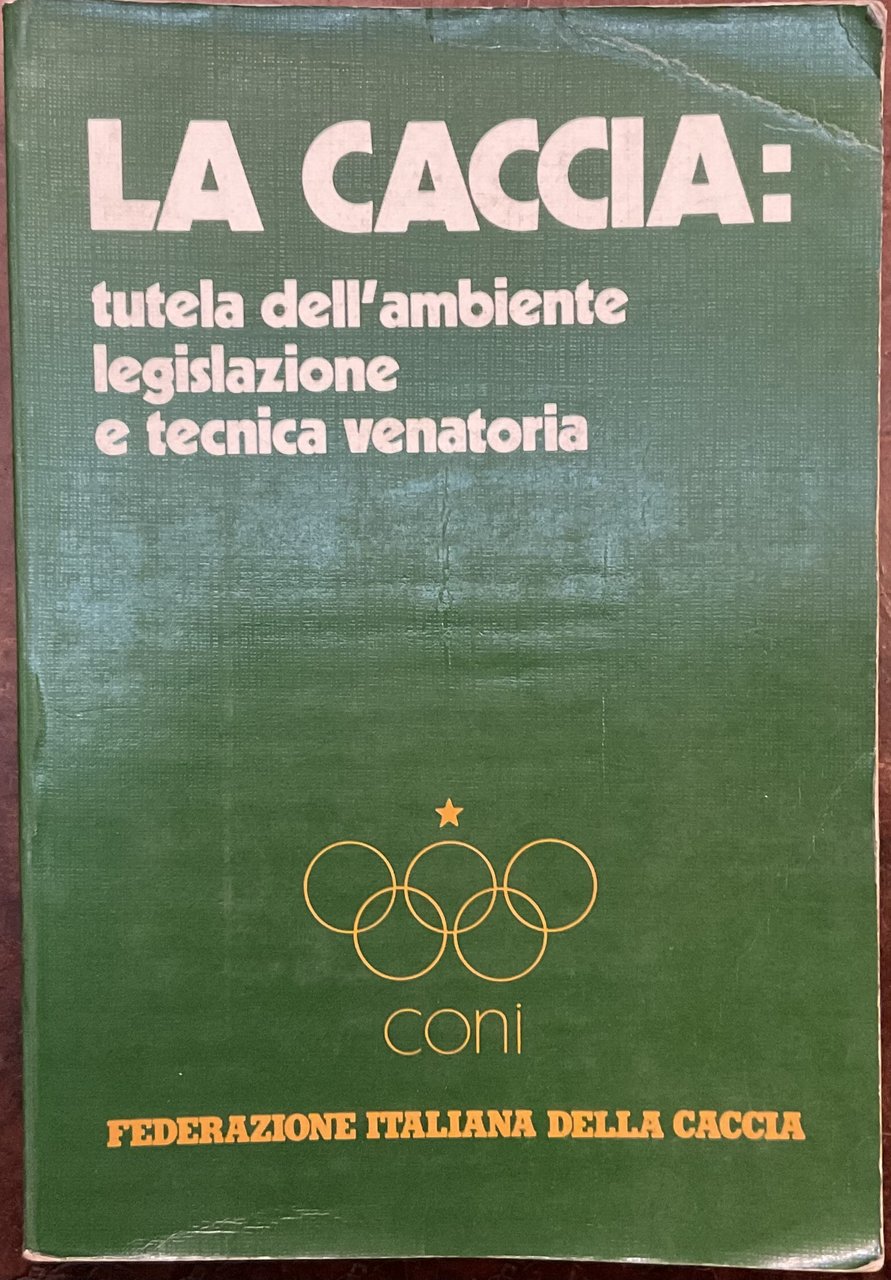 LA CACCIA:
tutela dell'ambiente
legislazione
e tecnica venatoria
coni
FEDERAZIONE ITALIANA DELLA CACCIA